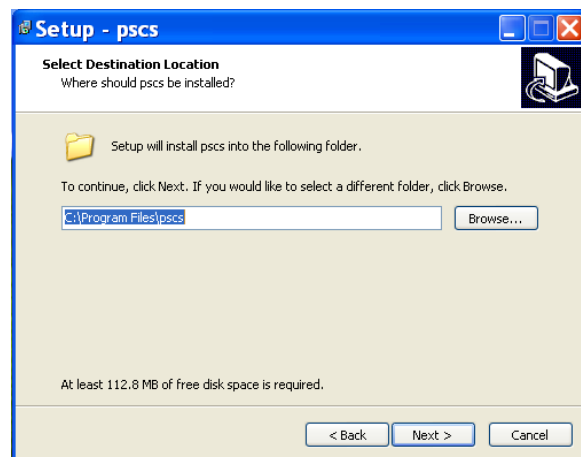 Setup - pscs
Select Destination Location
Where should pscs be installed?
Setup will install pscs into the following folder.
To continue, click Next. If you would like to select a different folder, click Browse.
C:\Program Files\pscs
Browse...
At least 112.8 MB of free disk space is required.
< Back
Next >
Cancel